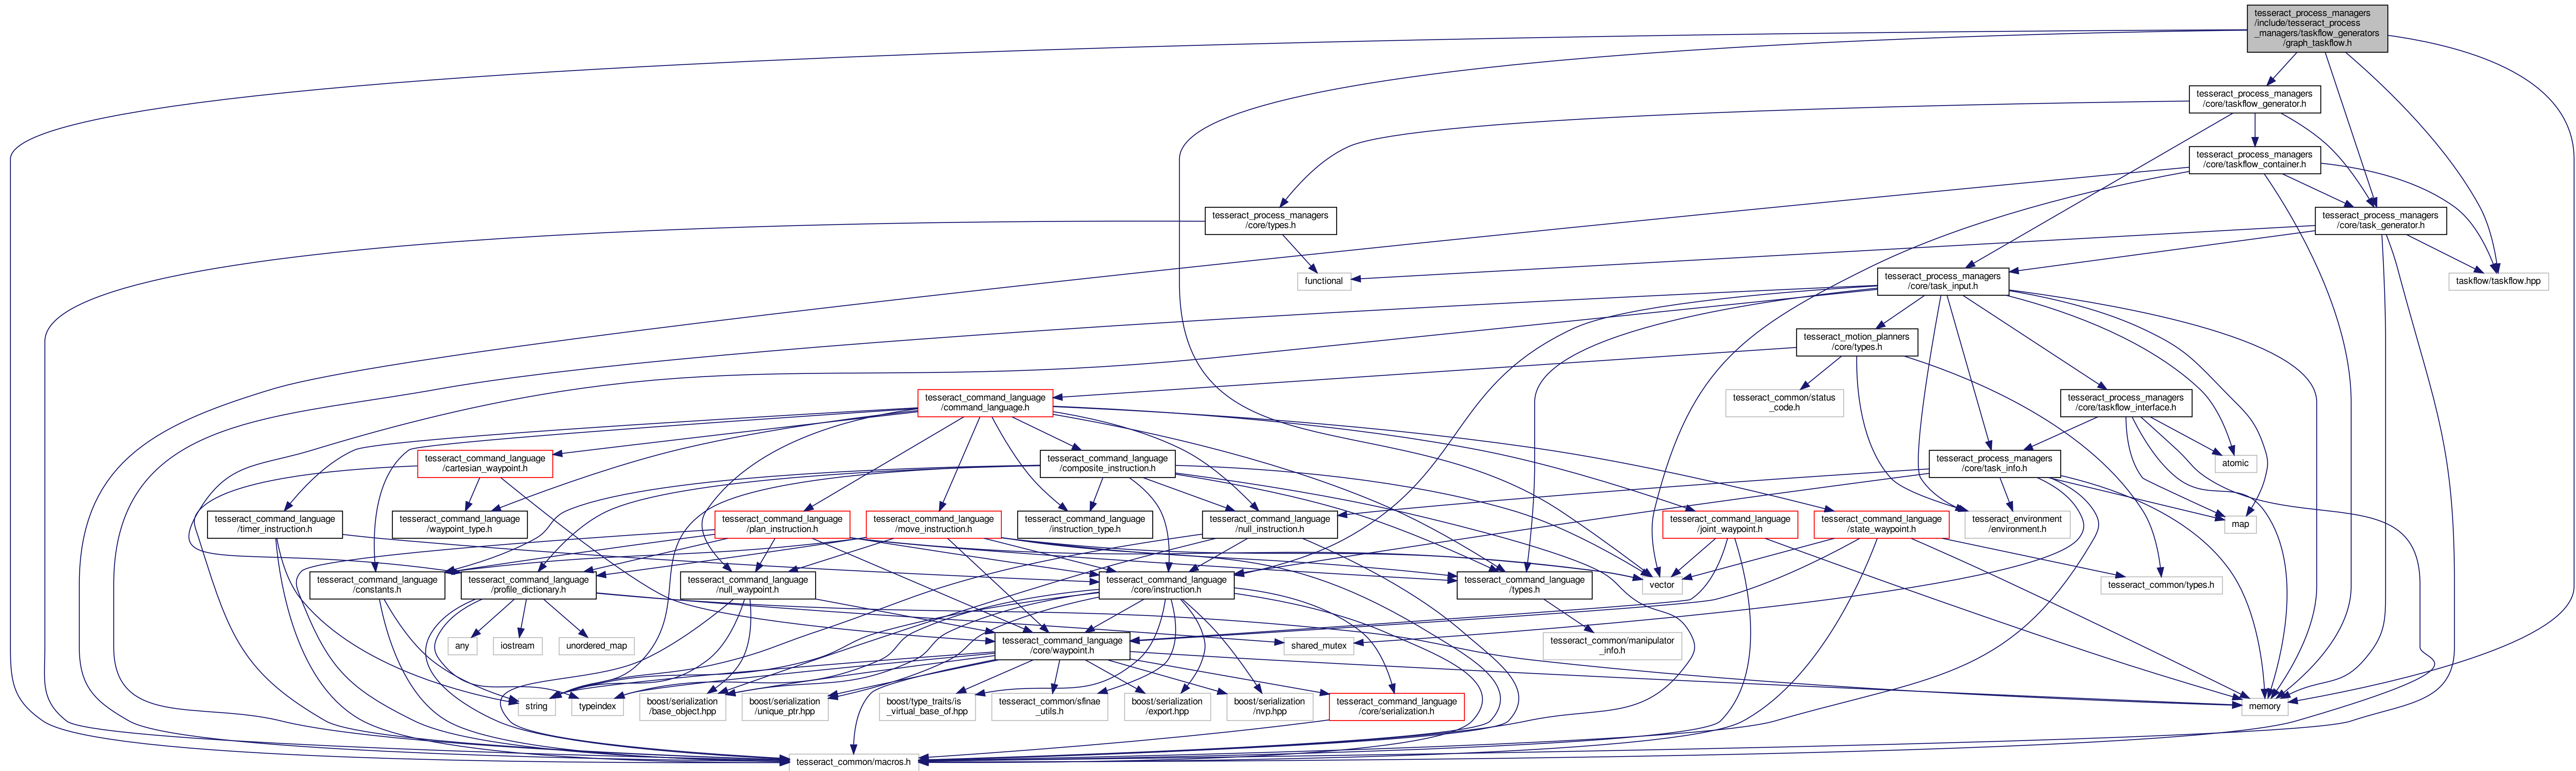 tesseract_process_managers
/include/tesseract_process
_managers/taskflow_generators
/graph_taskflow.h
tesseract_process_managers
/core/taskflow_generator.h
tesseract_process_managers
/core/taskflow_container.h
tesseract_process_managers
/core/types.h
tesseract_process_managers
/core/task_generator.h
functional
tesseract_process_managers
/core/task_input.h
taskflow/taskflow.hpp
tesseract_motion_planners
/core/types.h
tesseract_command_language
/command_language.h
tesseract_common/status
_code.h
tesseract_process_managers
/core/taskflow_interface.h
tesseract_command_language
/cartesian_waypoint.h
tesseract_command_language
/composite_instruction.h
tesseract_process_managers
/core/task_info.h
atomic
tesseract_command_language
/timer_instruction.h
tesseract_command_language
/waypoint_type.h
tesseract_command_language
/plan_instruction.h
tesseract_command_language
/move_instruction.h
tesseract_command_language
/instruction_type.h
tesseract_command_language
/null_instruction.h
tesseract_command_language
/joint_waypoint.h
tesseract_command_language
/state_waypoint.h
tesseract_environment
/environment.h
map
tesseract_command_language
/constants.h
tesseract_command_language
/profile_dictionary.h
tesseract_command_language
/null_waypoint.h
tesseract_command_language
/core/instruction.h
tesseract_command_language
/types.h
vector
tesseract_common/types.h
any
iostream
unordered_map
tesseract_command_language
/core/waypoint.h
shared_mutex
tesseract_common/manipulator
_info.h
string
typeindex
boost/serialization
/base_object.hpp
boost/serialization
/unique_ptr.hpp
boost/type_traits/is
_virtual_base_of.hpp
tesseract_common/sfinae
_utils.h
boost/serialization
/export.hpp
boost/serialization
/nvp.hpp
tesseract_command_language
/core/serialization.h
memory
tesseract_common/macros.h